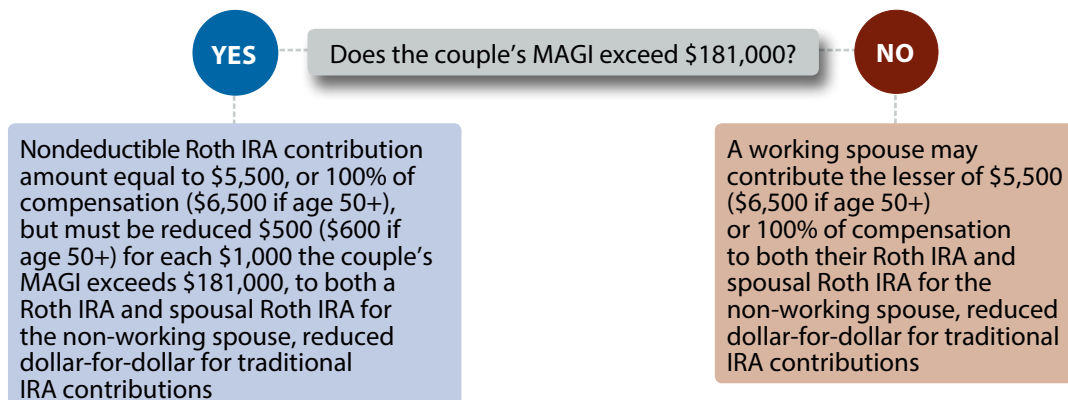 YES
Does the couple's MAGI exceed $181,000?
NO
Nondeductible Roth IRA contribution
amount equal to $5,500, or 100% of
compensation ($6,500 if age 50+),
but must be reduced $500 ($600 if
age 50+) for each $1,000 the couple's
MAGI exceeds $181,000, to both a
Roth IRA and spousal Roth IRA for
the non-working spouse, reduced
dollar-for-dollar for traditional
IRA contributions
A working spouse may
contribute the lesser of $5,500
($6,500 if age 50+)
or 100% of compensation
to both their Roth IRA and
spousal Roth IRA for the
non-working spouse, reduced
dollar-for-dollar for traditional
IRA contributions